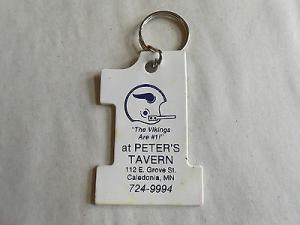 "The Vikings
Are #1!"
at PETER'S
TAVERN
112 E. Grove St.
Caledonia, MN
724-9994